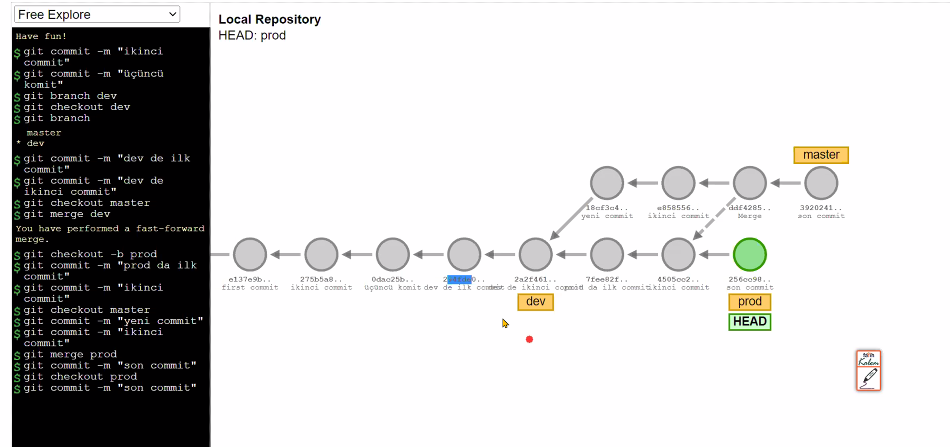 Free Explore
Have fun!
$ git commit -m "ikinci
commit"
$ git commit -m "üçüncü
komit"
$ git branch dev
$ git checkout dev
$ git branch
master
* dev
$ git commit -m "dev de ilk
commit"
$ git commit -m "dev de
ikinci commit"
$ git checkout master
$ git merge dev
You have performed a fast-forward
merge.
$ git checkout -b prod
$ git commit -m "prod da ilk
commit"
$ git commit -m "ikinci
commit"
$ git checkout master
$ git commit -m "yeni commit"
$ git commit -m "ikinci
commit"
$ git merge prod
$ git commit -m "son commit"
$ git checkout prod
$ git commit -m "son commit"
Local Repository
HEAD: prod
master
18cf3c4.. e858556.. ddf4285.. 3920241..
yeni commit ikinci commit Merge son commit
e137e9b.. 275b5a8.. 0dac25b.. 2a2f461.. 7fee82f.. 4505cc2.. 256cc98..
first commit ikinci commit üçüncü komit dev de ilk commit dev de ikinci commit prod da ilk commit ikinci commit son commit
dev prod
HEAD
Kalem